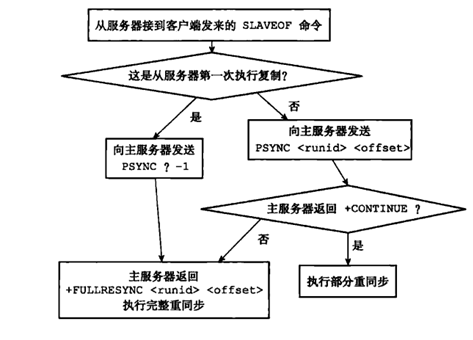 从服务器接到客户端发来的 SLAVEOF 命令
这是从服务器第一次执行复制?
是
否
向主服务器发送
PSYNC ? -1
向主服务器发送
PSYNC <runid> <offset>
主服务器返回 +CONTINUE ?
否
是
主服务器返回
+FULLRESYNC <runid> <offset>
执行完整重同步
执行部分重同步